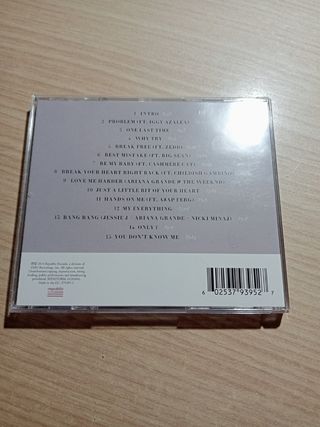 1 INTRO
2 PROBLEM (FT. IGGY AZALEA)
3 ONE LAST TIME
4 WHY TRY
5 BREAK FREE (FT. ZEDD)
6 BEST MISTAKE (FT. BIG SEAN)
7 BE MY BABY (FT. CASHMERE CAT)
8 BREAK YOUR HEART RIGHT BACK (FT. CHILDISH GAMBINO)
9 LOVE ME HARDER (ARIANA GRANDE & THE WEEKND)
10 JUST A LITTLE BIT OF YOUR HEART
11 HANDS ON ME (FT. A$AP FERG)
12 MY EVERYTHING
13 BANG BANG (JESSIE J / ARIANA GRANDE / NICKI MINAJ)
14 ONLY 1
15 YOU DON'T KNOW ME
republic
6 02537 93952 7